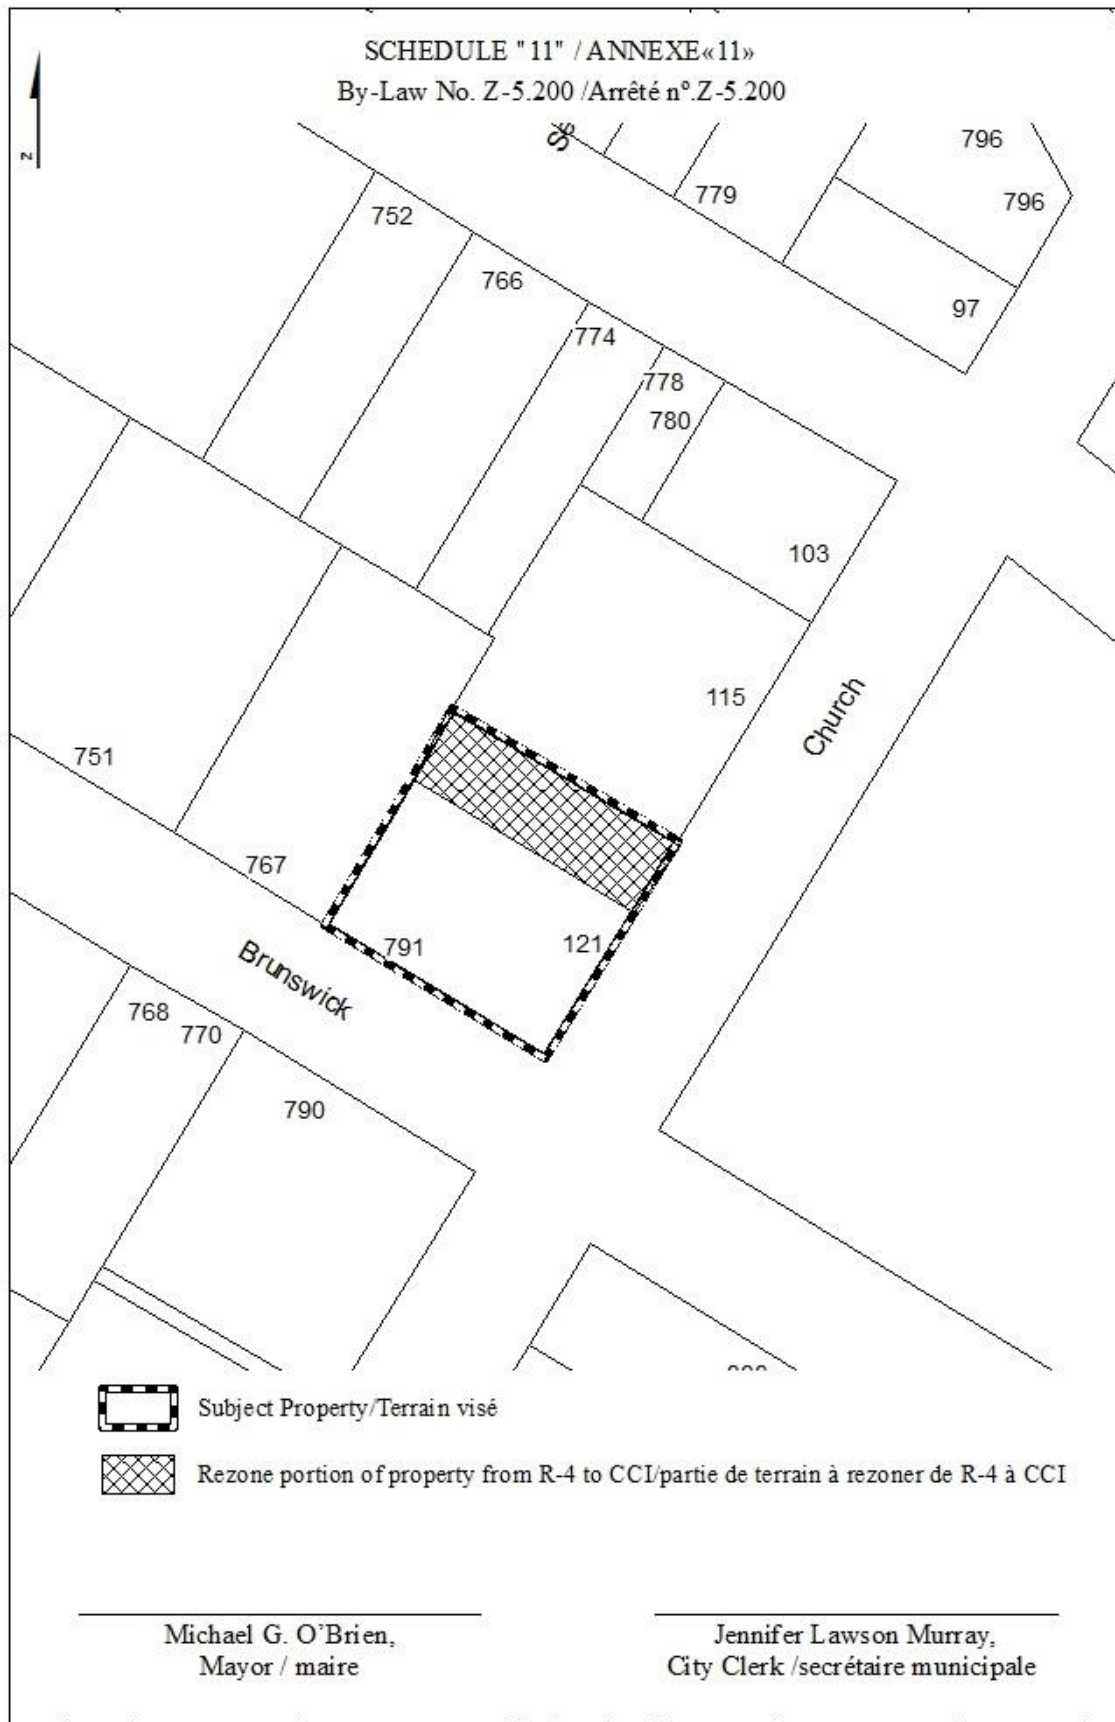 SCHEDULE "11" / ANNEXE«11»
By-Law No. Z-5.200 /Arrêté nº.Z-5.200
z
796
752
779
796
766
97
774
778
780
103
115
Church
751
767
791
121
Brunswick
768
770
790
Subject Property/Terrain visé
Rezone portion of property from R-4 to CCI/partie de terrain à rezoner de R-4 à CCI
Michael G. O'Brien,
Mayor / maire
Jennifer Lawson Murray,
City Clerk /secrétaire municipale